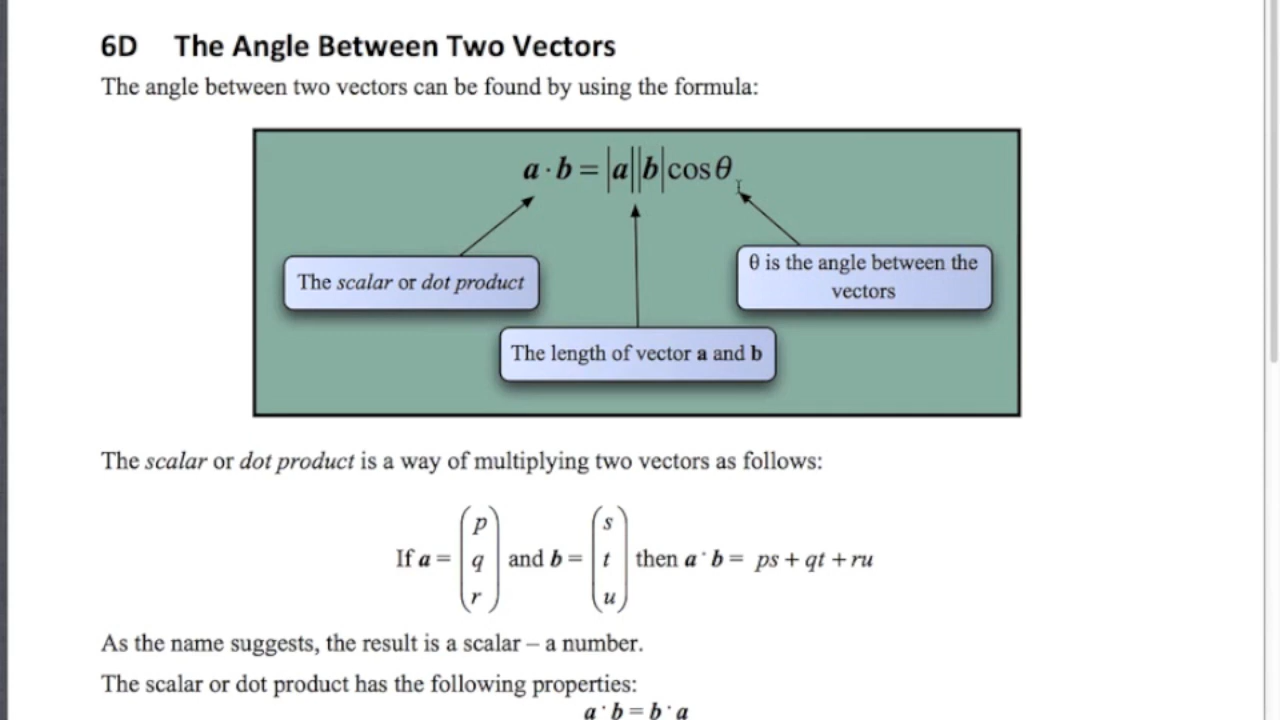 6D The Angle Between Two Vectors
The angle between two vectors can be found by using the formula:
a · b = |a||b|cosθ
The scalar or dot product
θ is the angle between the
vectors
The length of vector a and b
The scalar or dot product is a way of multiplying two vectors as follows:
If a = (p q r) and b = (s t u) then a · b = ps + qt + ru
As the name suggests, the result is a scalar – a number.
The scalar or dot product has the following properties:
a · b = b · a